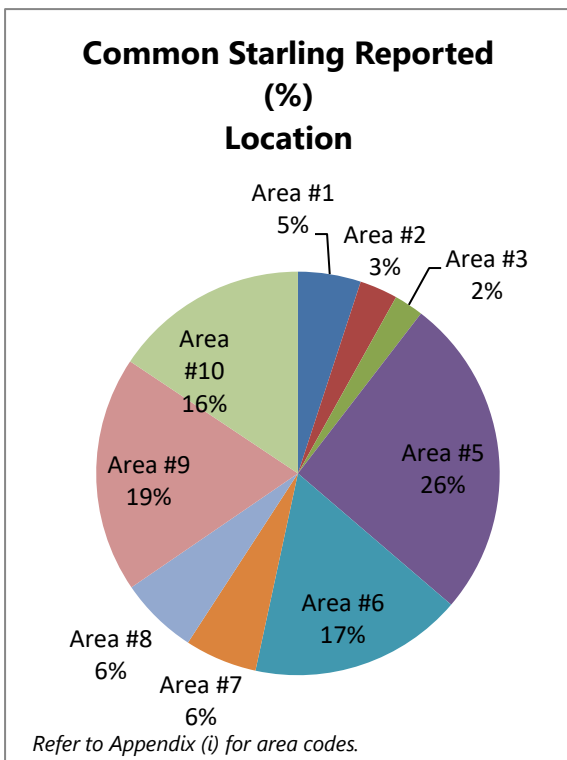 Common Starling Reported
(%)
Location
Area #1
5%
Area #2
3%
Area #3
2%
Area #5
26%
Area #6
17%
Area #7
6%
Area #8
6%
Area #9
19%
Area
#10
16%
Refer to Appendix (i) for area codes.